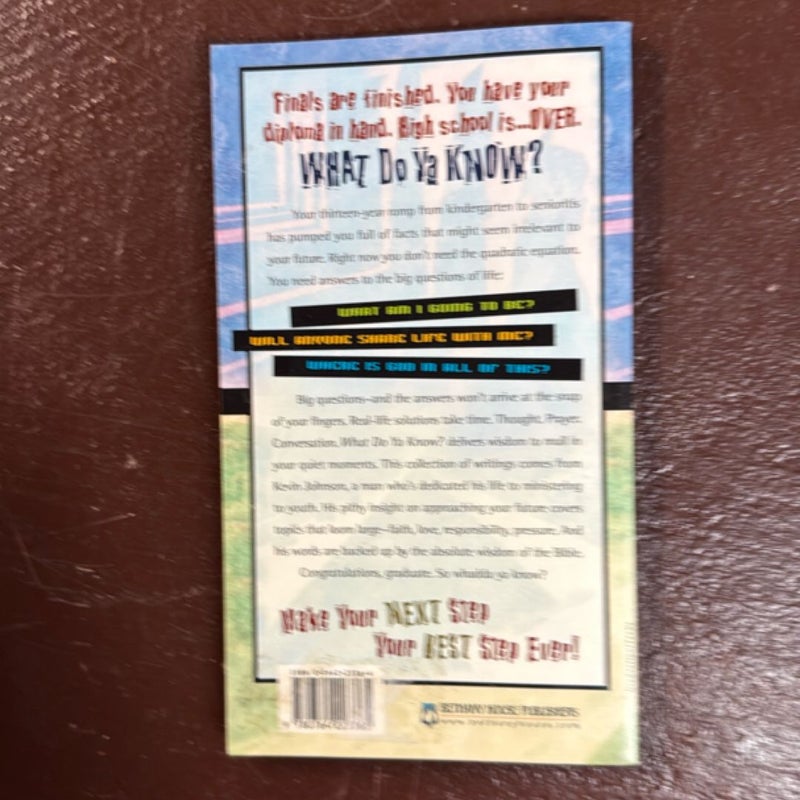 Finals are finished. You have your
diploma in hand. High school is...OVER.
WHAT Do Ya KNOW?
Your thirteen-year romp from kindergarten to senioritis
has pumped you full of facts that might seem irrelevant to
your future. Right now you don't need the quadratic equation.
You need answers to the big questions of life:
WHAT AM I GOING TO BE?
WILL ANYONE SHARE LIFE WITH ME?
WHERE IS GOD IN ALL OF THIS?
Big questions–and the answers won't arrive at the snap
of your fingers. Real-life solutions take time. Thought. Prayer.
Conversation. What Do Ya Know? delivers wisdom to mull in
your quiet moments. This collection of writings comes from
Kevin Johnson, a man who's dedicated his life to ministering
to youth. His pithy insight on approaching your future covers
topics that loom large–faith, love, responsibility, pressure. And
his words are backed up by the absolute wisdom of the Bible.
Congratulations, graduate. So whadda ya know?
Make Your NEXT Step
Your BEST Step Ever!
BETHANY HOUSE PUBLISHERS